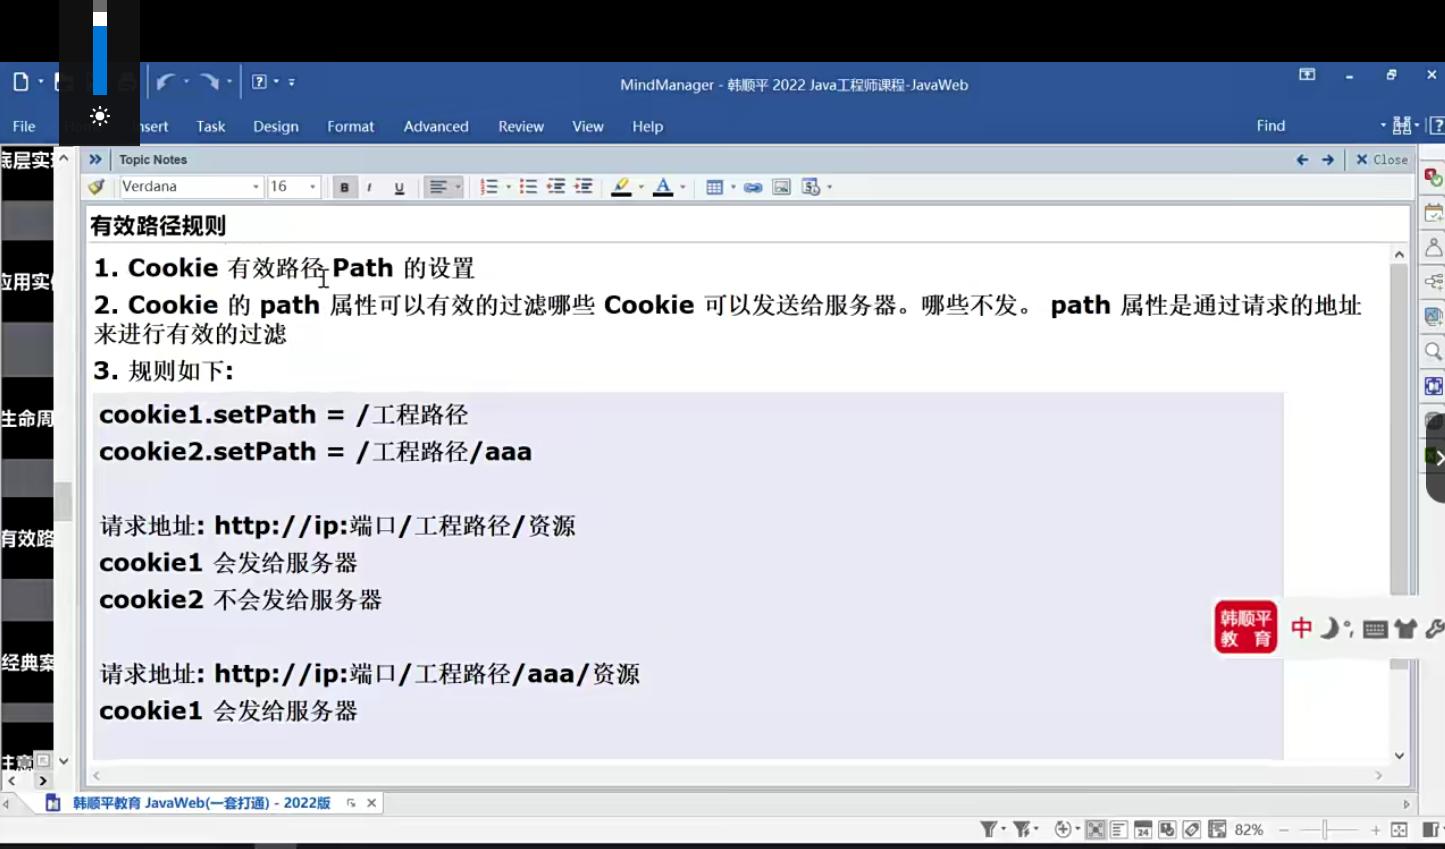 MindManager - 韩顺平 2022 Java工程师课程-JavaWeb
File
nsert
Task
Design
Format
Advanced
Review
View
Help
Find
Topic Notes
Close
Verdana
16
B
I
U
A
有效路径规则
1. Cookie 有效路径 Path 的设置
2. Cookie 的 path 属性可以有效的过滤哪些 Cookie 可以发送给服务器。哪些不发。 path 属性是通过请求的地址
来进行有效的过滤
3. 规则如下:
cookie1.setPath = /工程路径
cookie2.setPath = /工程路径/aaa
请求地址: http://ip:端口/工程路径/资源
cookie1 会发给服务器
cookie2 不会发给服务器
请求地址: http://ip:端口/工程路径/aaa/资源
cookie1 会发给服务器
底层实
应用实
生命周
有效路
经典案
注意
韩顺平
教 育
中
韩顺平教育 JavaWeb(一套打通) - 2022版
24
82%